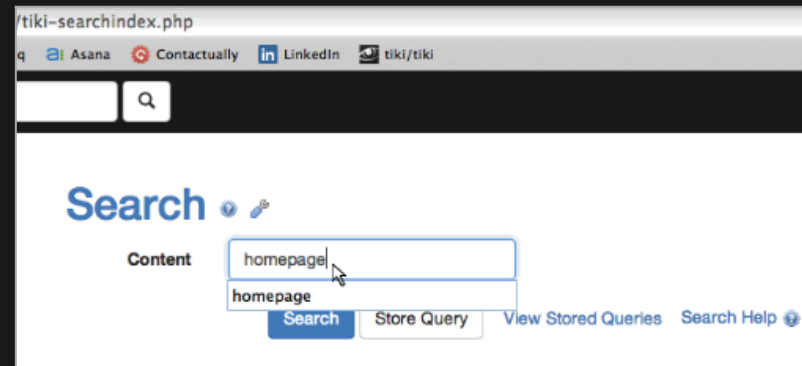 /tiki-searchindex.php
q Asana Contactually LinkedIn tiki/tiki
Search
Content homepage
homepage
Search Store Query View Stored Queries Search Help